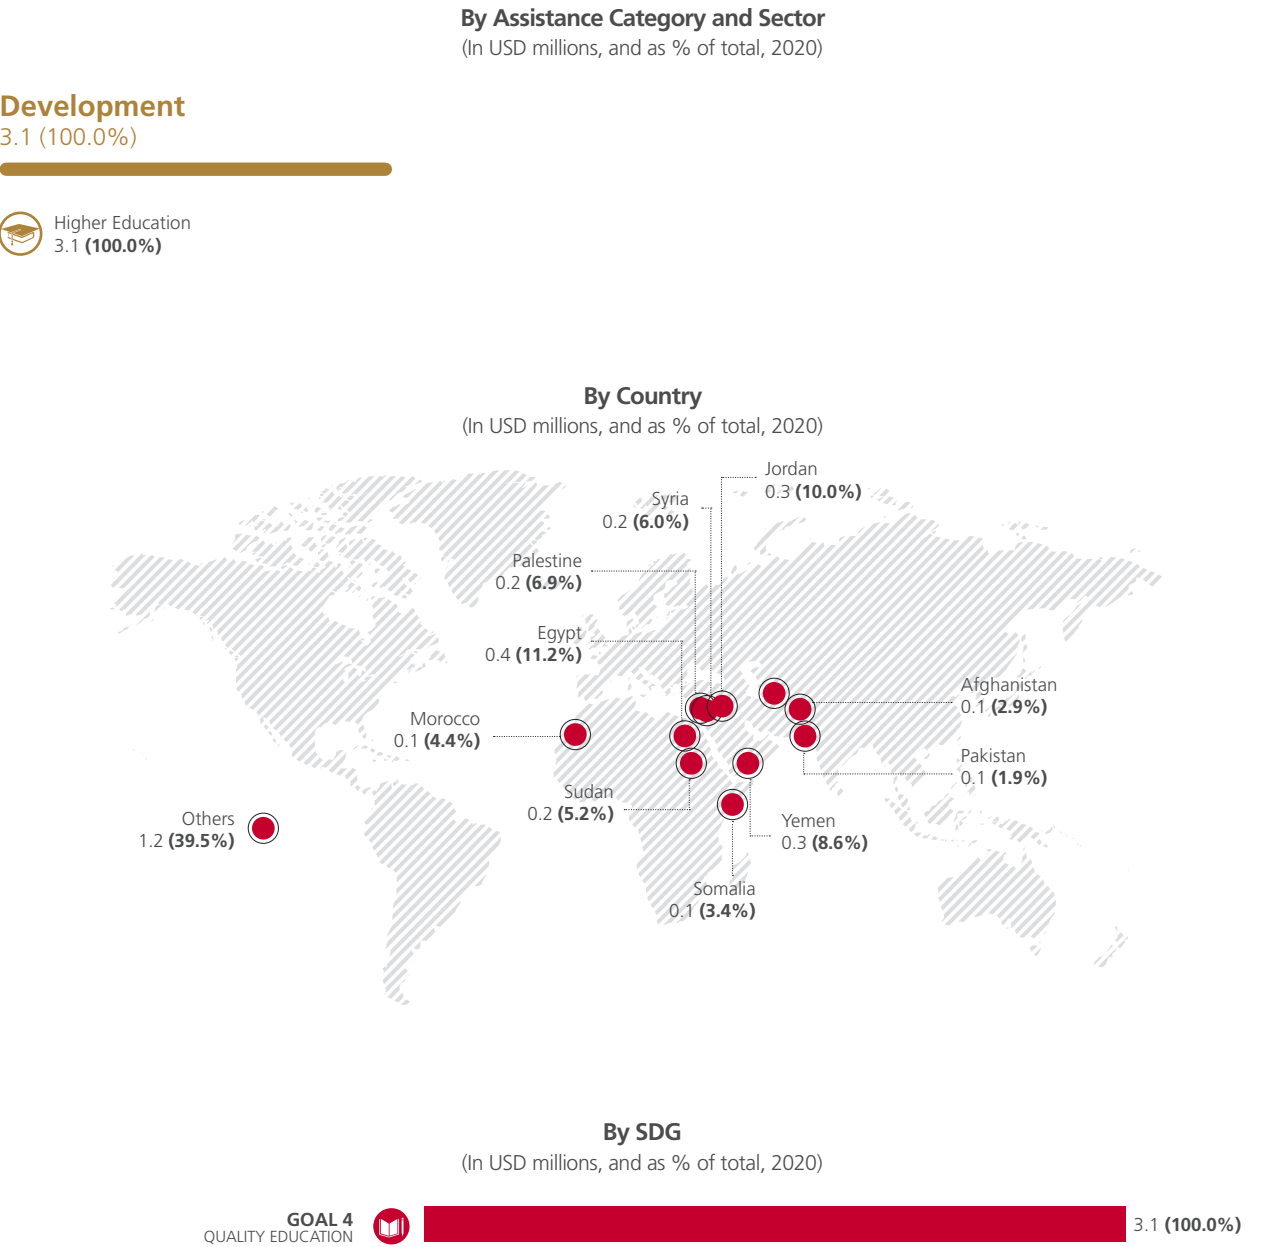 By Assistance Category and Sector
(In USD millions, and as % of total, 2020)
Development
3.1 (100.0%)
Higher Education
3.1 (100.0%)
By Country
(In USD millions, and as % of total, 2020)
Jordan
0.3 (10.0%)
Syria
0.2 (6.0%)
Palestine
0.2 (6.9%)
Egypt
0.4 (11.2%)
Afghanistan
0.1 (2.9%)
Morocco
0.1 (4.4%)
Pakistan
0.1 (1.9%)
Sudan
0.2 (5.2%)
Yemen
0.3 (8.6%)
Others
1.2 (39.5%)
Somalia
0.1 (3.4%)
By SDG
(In USD millions, and as % of total, 2020)
GOAL 4
QUALITY EDUCATION
3.1 (100.0%)